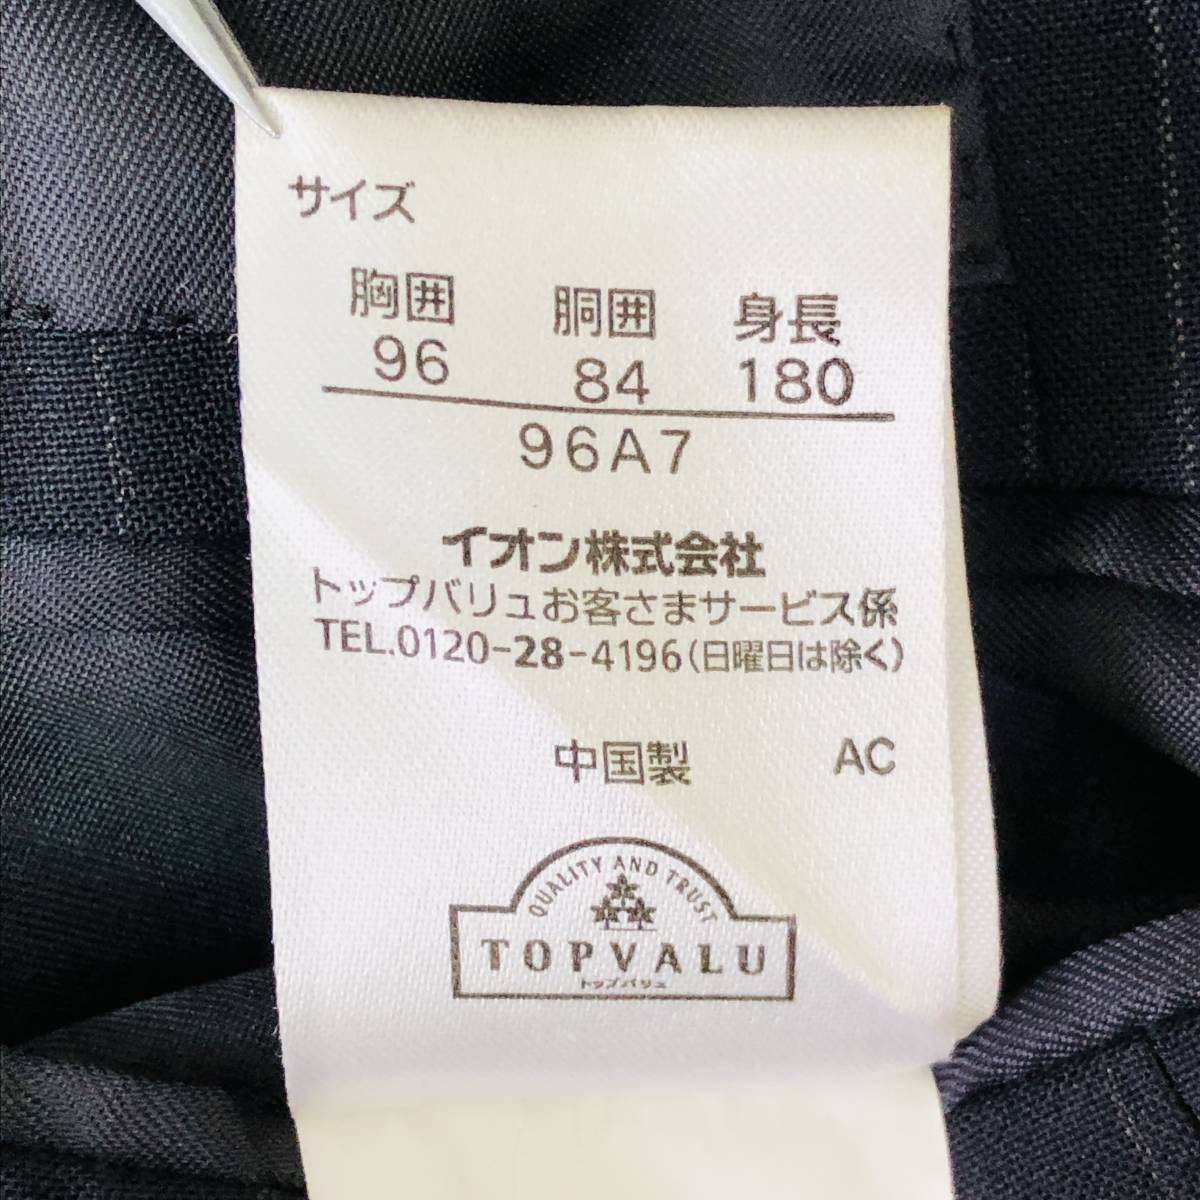 サイズ
胸囲 胴囲 身長
96 84 180
96A7
イオン株式会社
トップバリュお客さまサービス係
TEL.0120-28-4196(日曜日は除く)
中国製 AC
QUALITY AND TRUST
TOPVALU
トップバリュ